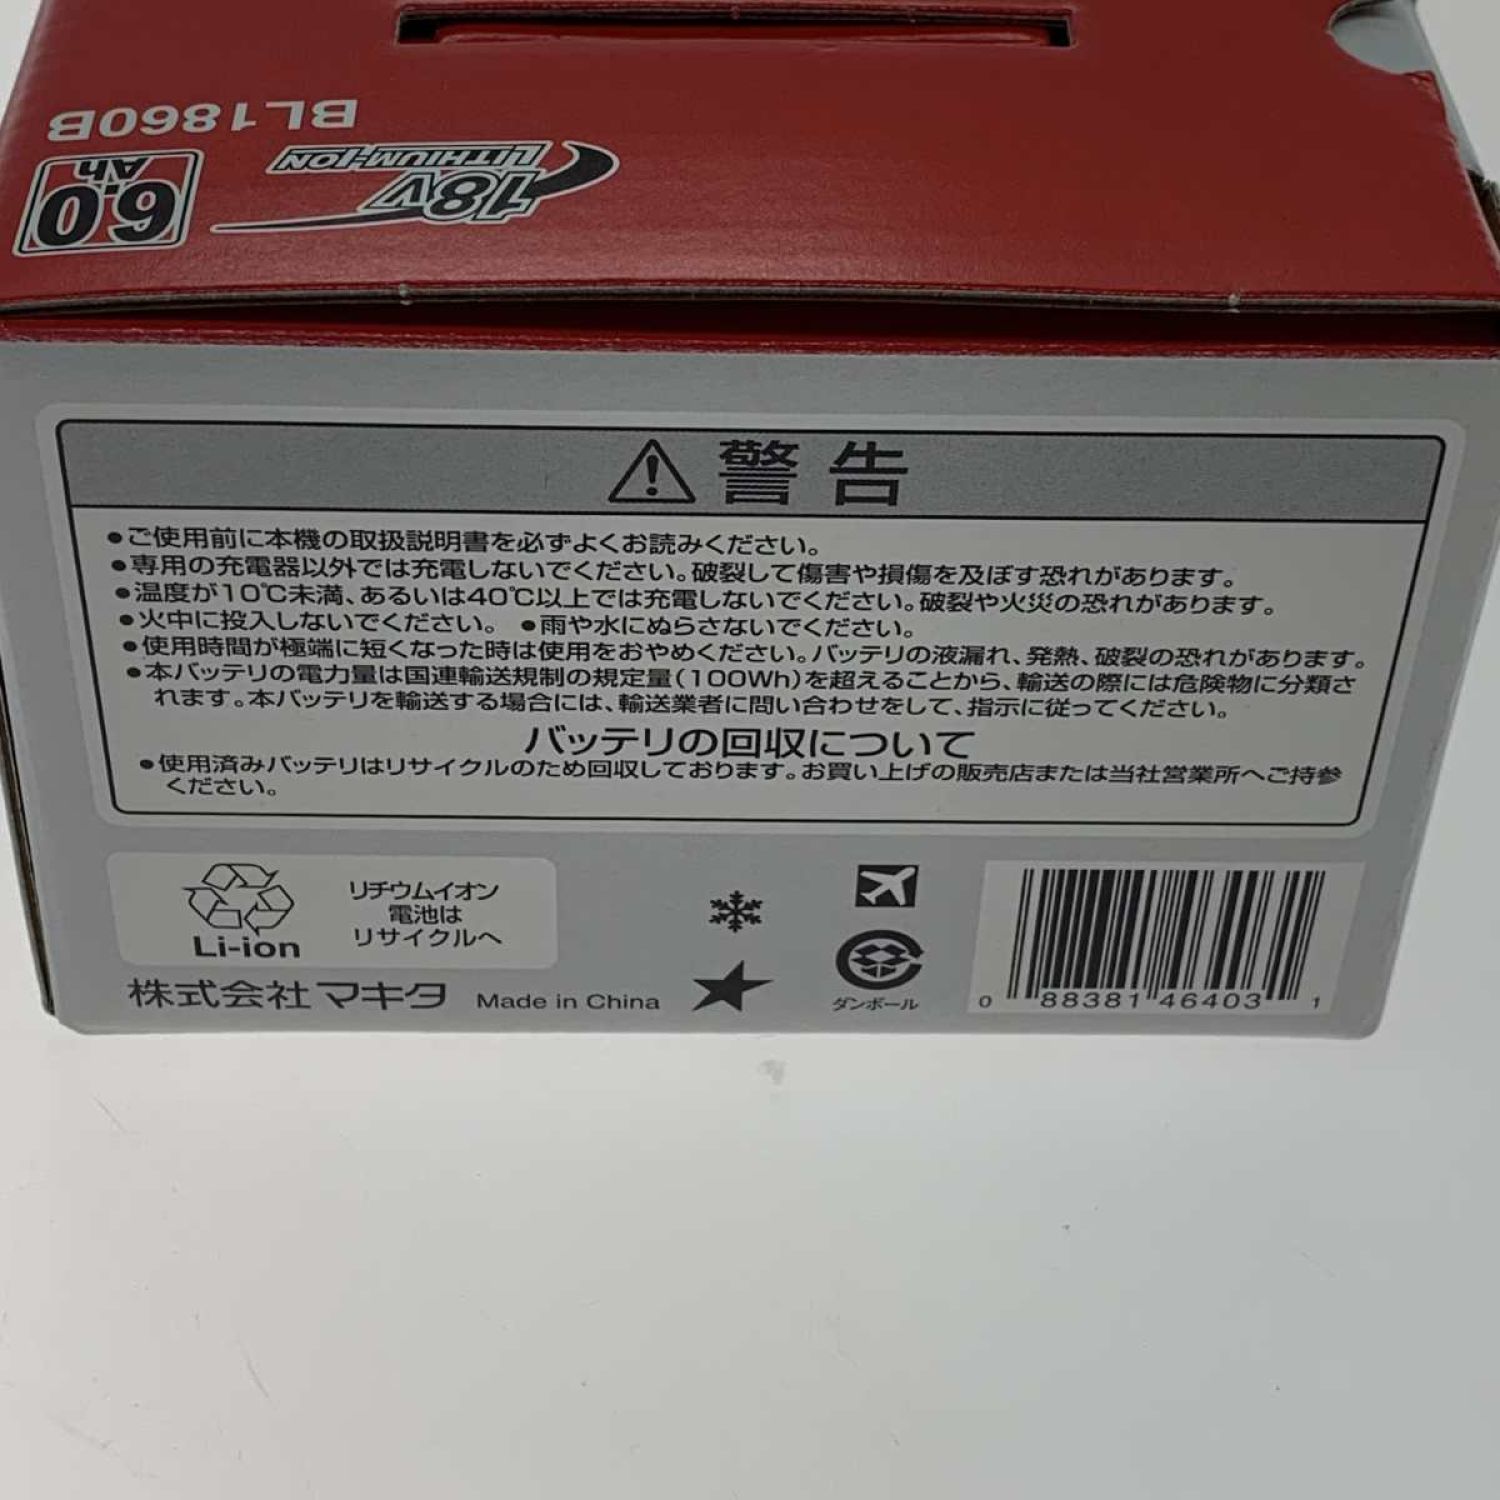 BL1860B
18V
LITHIUM-ION
6.0
Ah
警告
●ご使用前に本機の取扱説明書を必ずよくお読みください。
●専用の充電器以外では充電しないでください。破裂して傷害や損傷を及ぼす恐れがあります。
●温度が10℃未満、あるいは40℃以上では充電しないでください。破裂や火災の恐れがあります。
●火中に投入しないでください。 ●雨や水にぬらさないでください。
●使用時間が極端に短くなった時は使用をおやめください。バッテリの液漏れ、発熱、破裂の恐れがあります。
●本バッテリの電力量は国連輸送規制の規定量(100Wh)を超えることから、輸送の際には危険物に分類さ
れます。本バッテリを輸送する場合には、輸送業者に問い合わせをして、指示に従ってください。
バッテリの回収について
●使用済みバッテリはリサイクルのため回収しております。お買い上げの販売店または当社営業所へご持参
ください。
Li-ion
リチウムイオン
電池は
リサイクルへ
株式会社マキタ Made in China
ダンボール
0 88381 46403 1